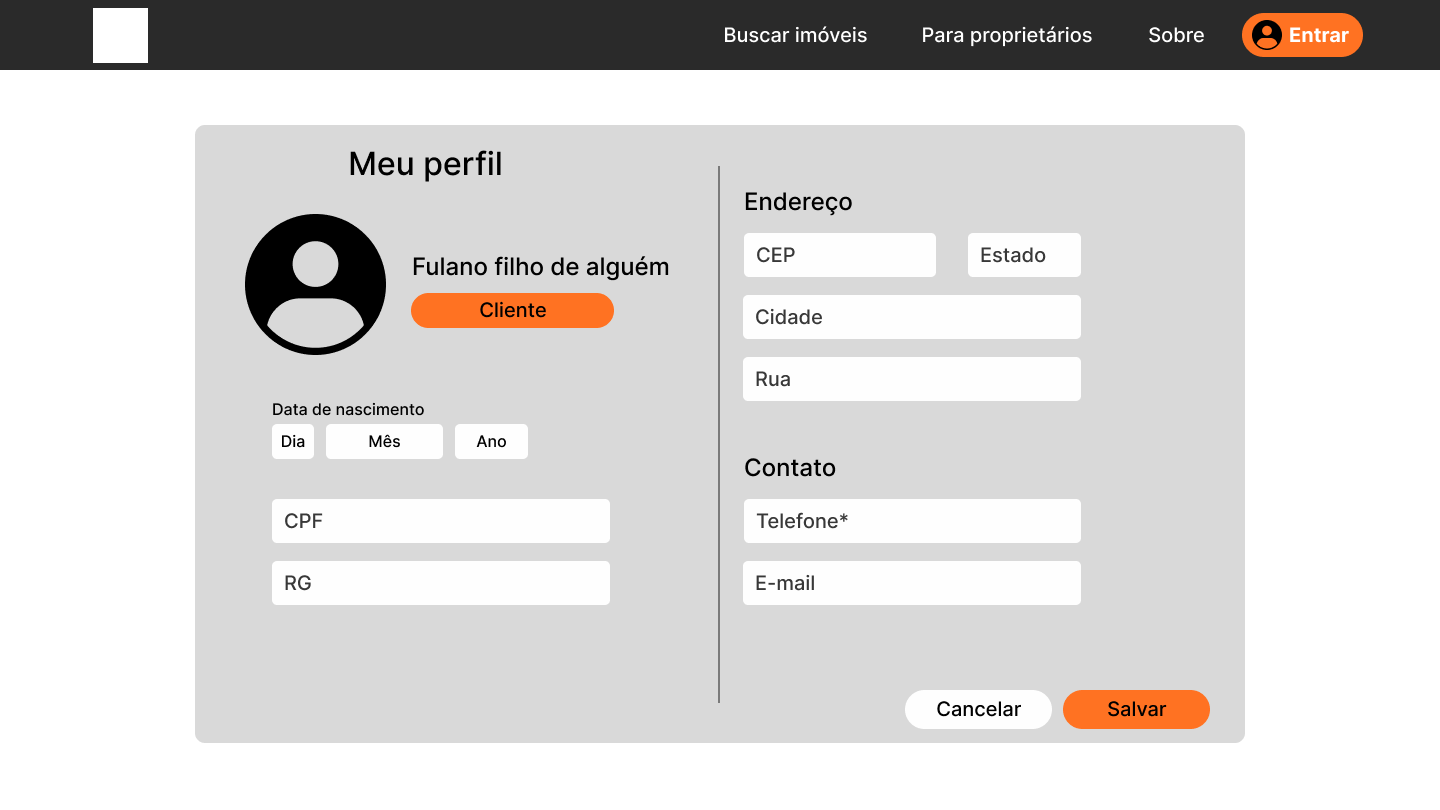 Buscar imóveis Para proprietários Sobre Entrar
Meu perfil
Fulano filho de alguém
Cliente
Data de nascimento
Dia Mês Ano
CPF
RG
Endereço
CEP Estado
Cidade
Rua
Contato
Telefone*
E-mail
Cancelar Salvar